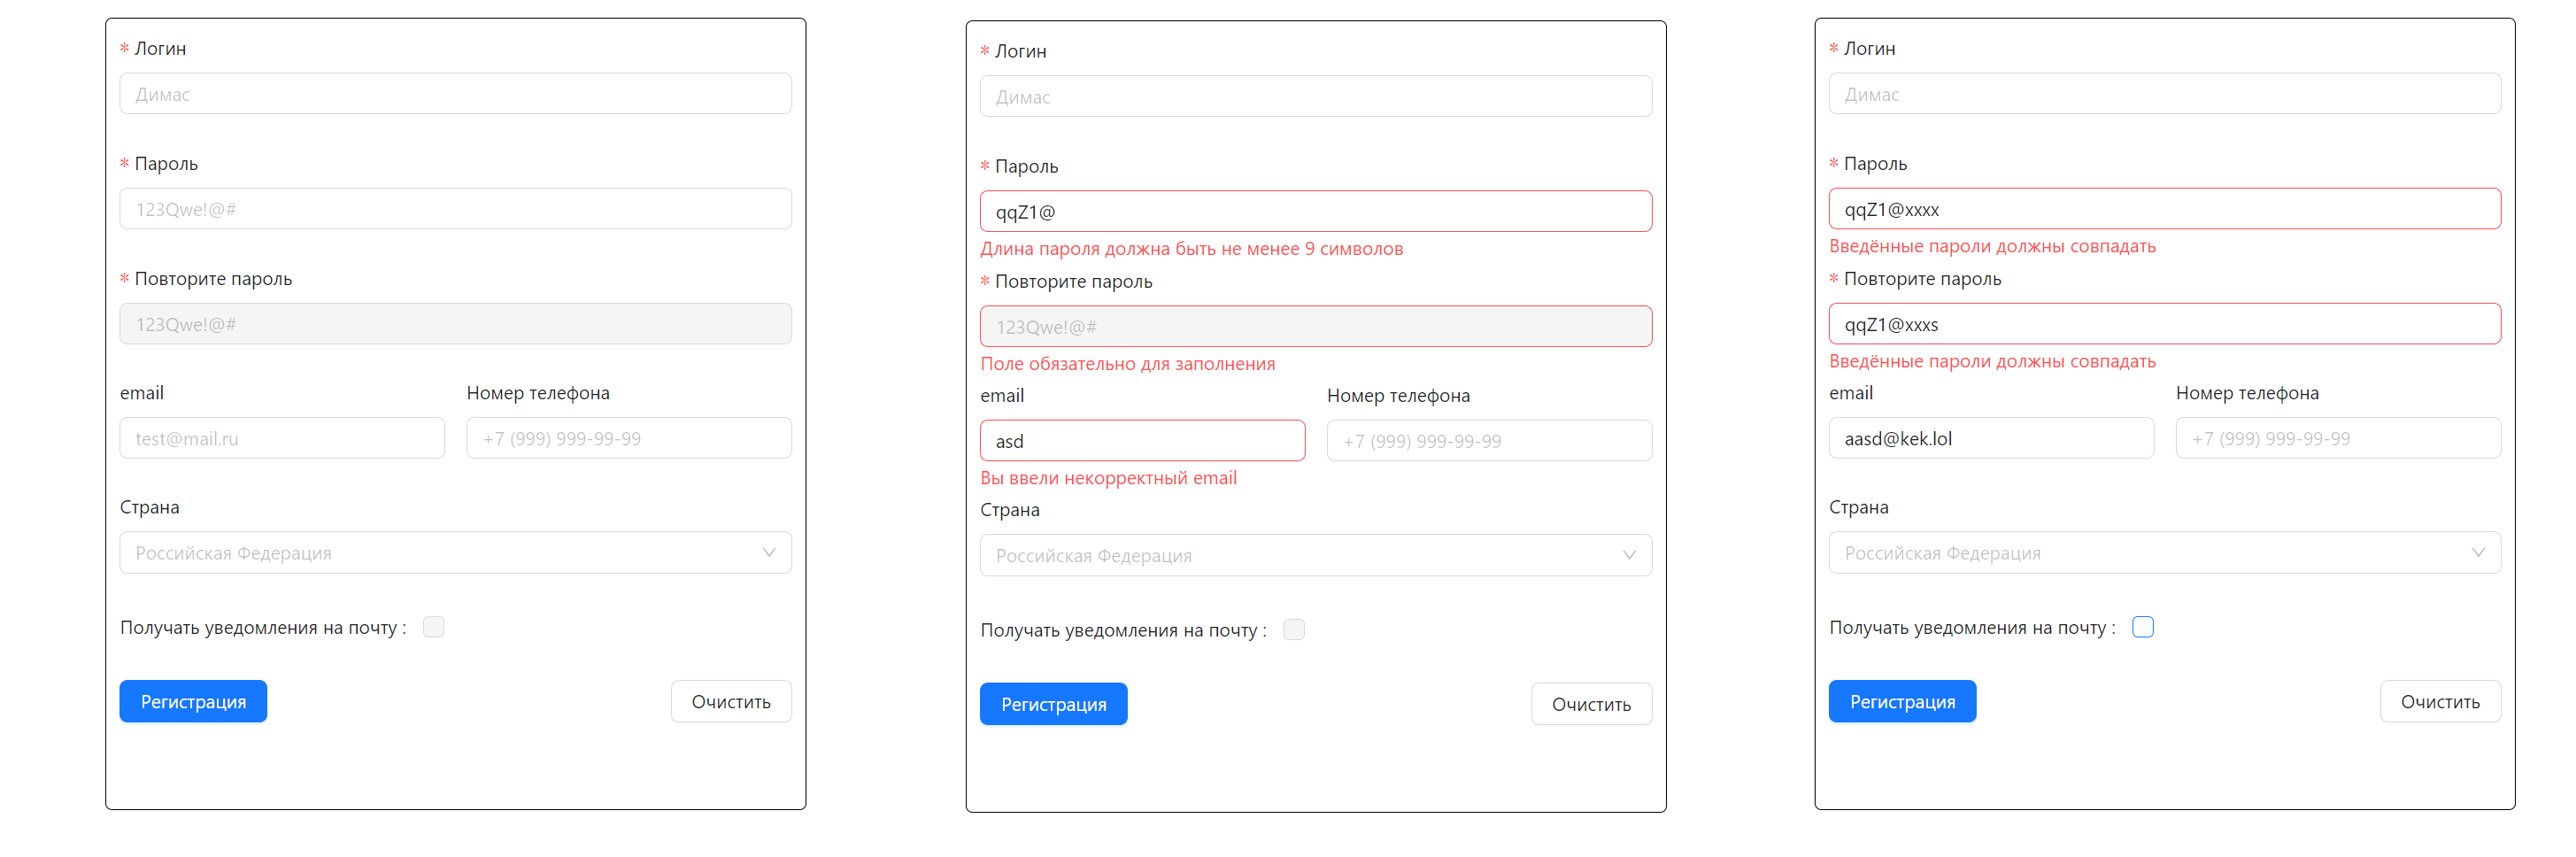 * Логин
Димас
* Пароль
123Qwe!@#
* Повторите пароль
123Qwe!@#
email
Номер телефона
test@mail.ru
+7 (999) 999-99-99
Страна
Российская Федерация
Получать уведомления на почту :
Регистрация
Очистить
* Логин
Димас
* Пароль
qqZ1@
Длина пароля должна быть не менее 9 символов
* Повторите пароль
123Qwe!@#
Поле обязательно для заполнения
email
Номер телефона
asd
+7 (999) 999-99-99
Вы ввели некорректный email
Страна
Российская Федерация
Получать уведомления на почту :
Регистрация
Очистить
* Логин
Димас
* Пароль
qqZ1@xxxx
Введённые пароли должны совпадать
* Повторите пароль
qqZ1@xxxs
Введённые пароли должны совпадать
email
Номер телефона
aasd@kek.lol
+7 (999) 999-99-99
Страна
Российская Федерация
Получать уведомления на почту :
Регистрация
Очистить